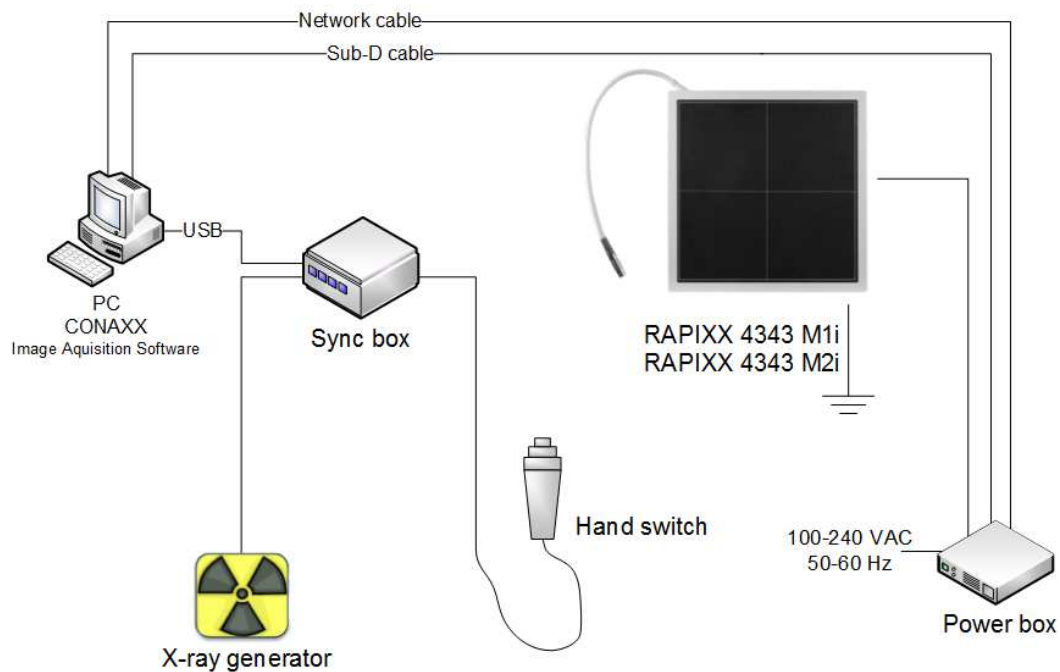 Network cable
Sub-D cable
USB
PC
CONAXX
Image Aquisition Software
Sync box
RAPIXX 4343 M1i
RAPIXX 4343 M2i
Hand switch
100-240 VAC
50-60 Hz
Power box
X-ray generator